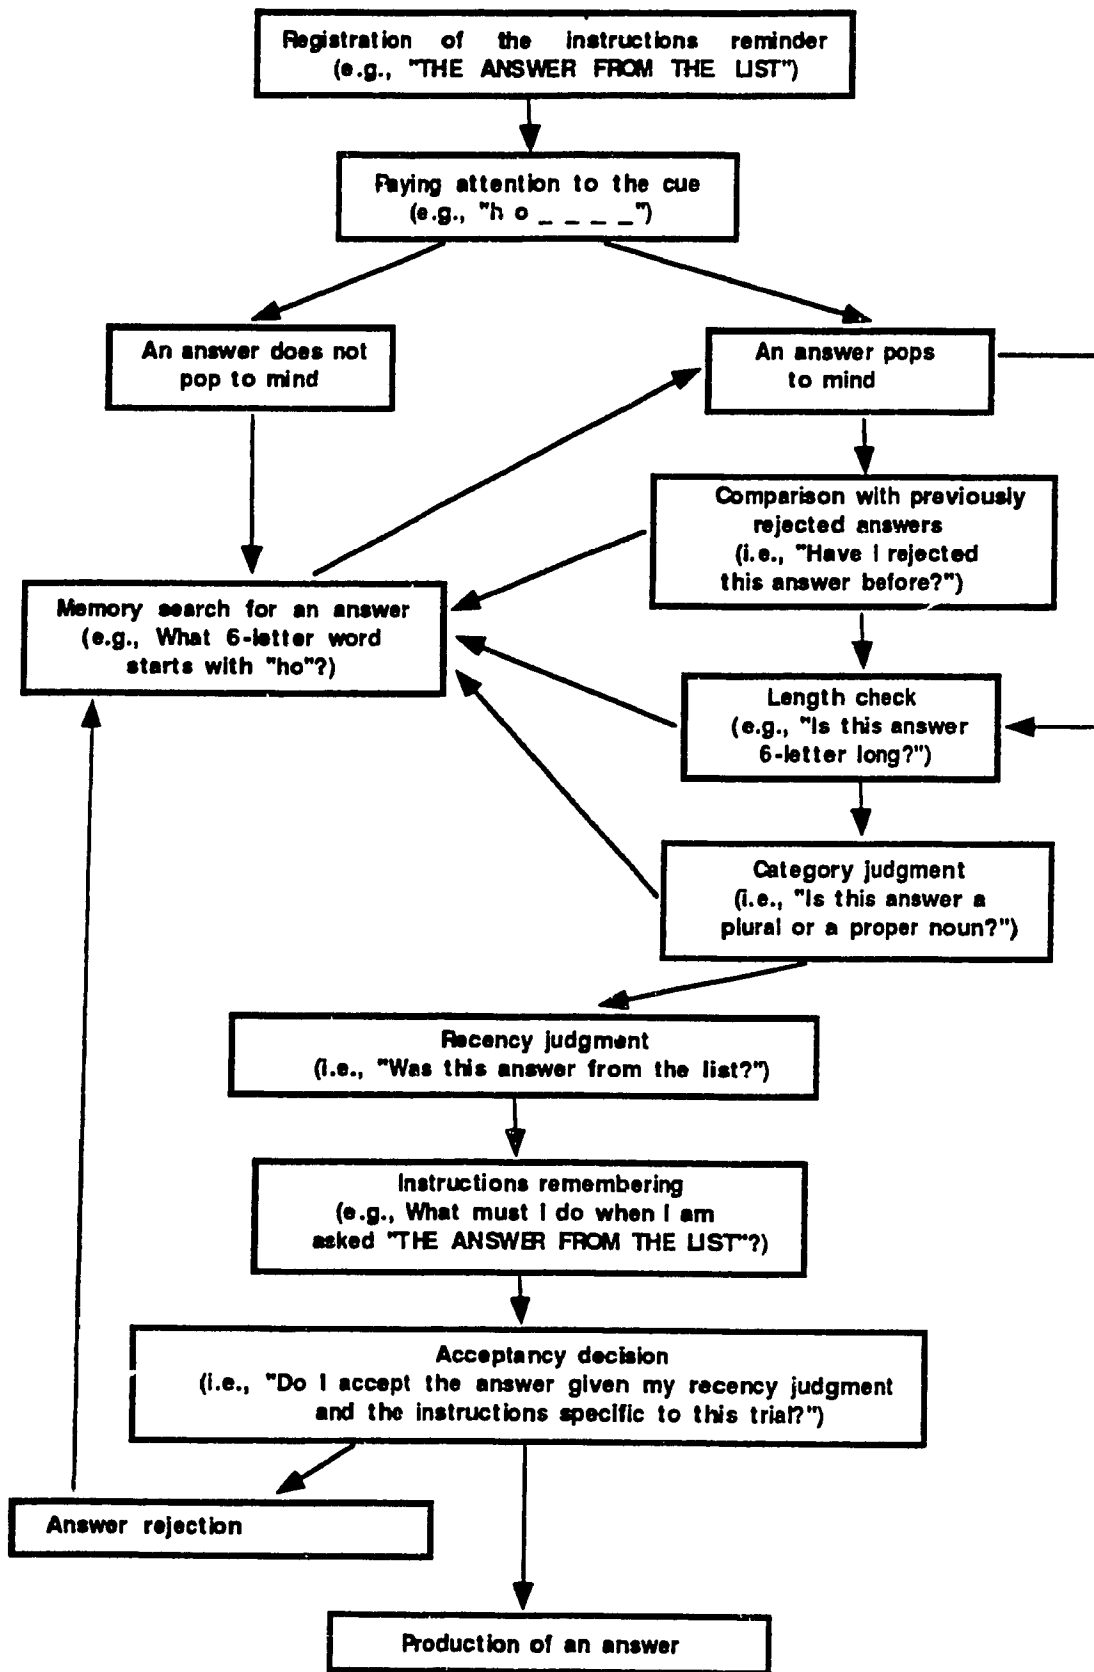 Registration of the instructions reminder
(e.g., "THE ANSWER FROM THE LIST")
Paying attention to the cue
(e.g., "h o _ _ _ _")
An answer does not
pop to mind
An answer pops
to mind
Comparison with previously
rejected answers
(i.e., "Have I rejected
this answer before?")
Memory search for an answer
(e.g., What 6-letter word
starts with "ho"?)
Length check
(e.g., "Is this answer
6-letter long?")
Category judgment
(i.e., "Is this answer a
plural or a proper noun?")
Recency judgment
(i.e., "Was this answer from the list?")
Instructions remembering
(e.g., What must I do when I am
asked "THE ANSWER FROM THE LIST"?)
Acceptancy decision
(i.e., "Do I accept the answer given my recency judgment
and the instructions specific to this trial?")
Answer rejection
Production of an answer